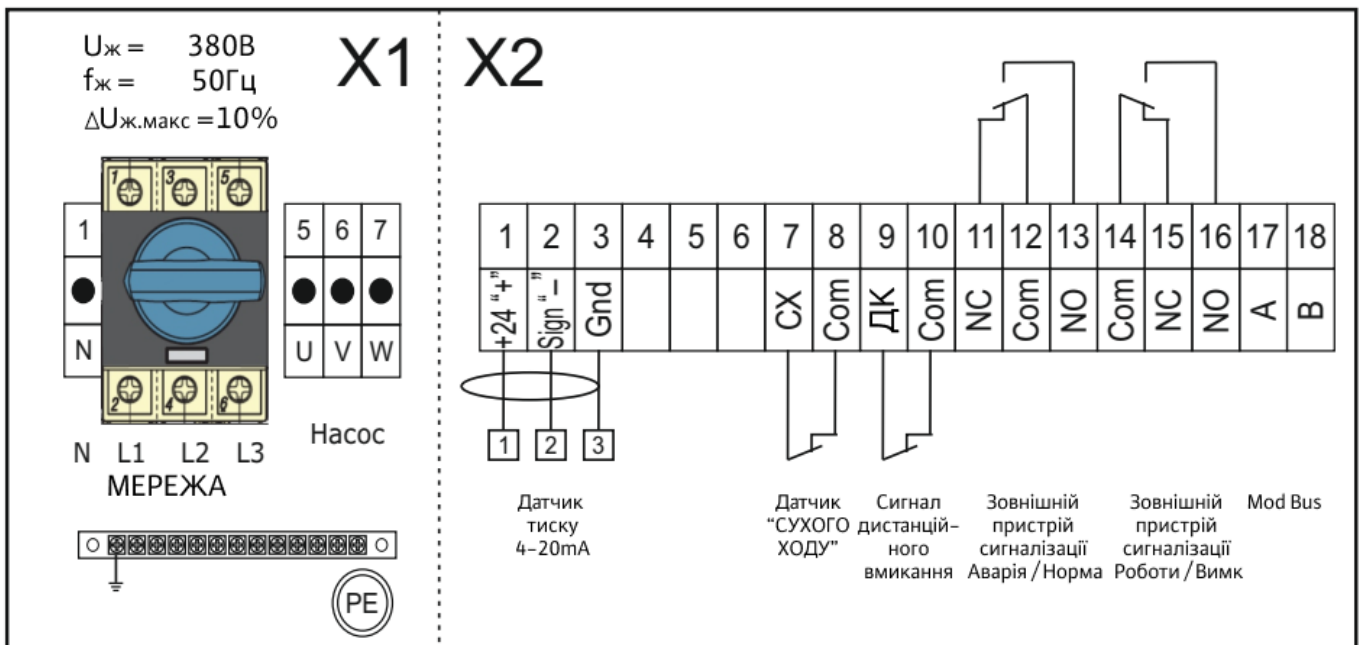 Uж = 380В
fж = 50Гц
ΔUж.макс =10%
X1
X2
1 3 5
1
N
5 6 7
U V W
2 4 6
N L1 L2 L3
МЕРЕЖА
Насос
PE
1 2 3 4 5 6 7 8 9 10 11 12 13 14 15 16 17 18
+24 “+” Sign “–” Gnd СХ Com ДК Com NC Com NO Com NC NO A B
1 2 3
Датчик
тиску
4–20mA
Датчик
“СУХОГО
ХОДУ”
Сигнал
дистанцій–
ного
вмикання
Зовнішній
пристрій
сигналізації
Аварія / Норма
Зовнішній
пристрій
сигналізації
Роботи / Вимк
Mod Bus